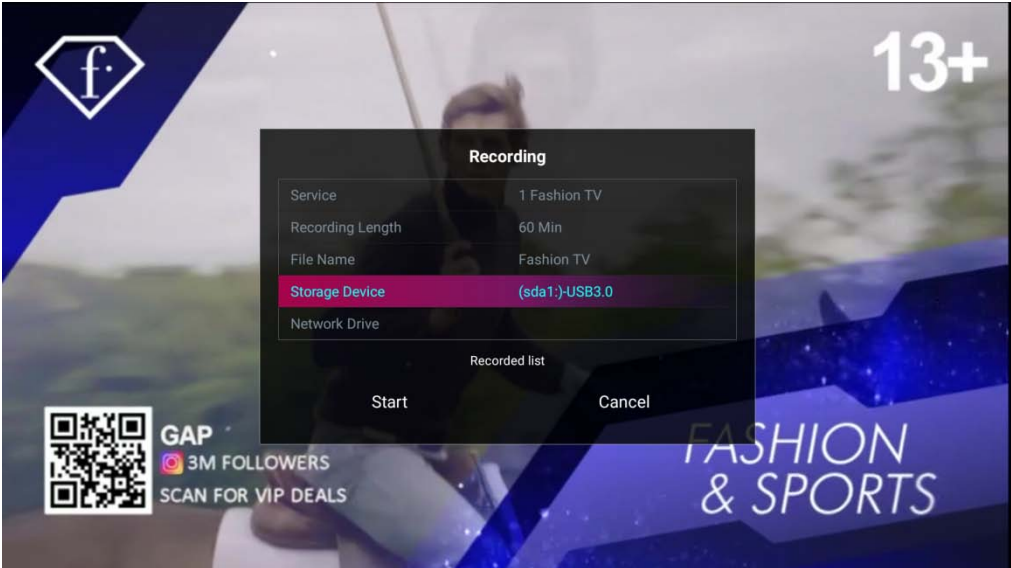 f.
13+
Recording
Service 1 Fashion TV
Recording Length 60 Min
File Name Fashion TV
Storage Device (sda1:)-USB3.0
Network Drive
Recorded list
Start Cancel
GAP
3M FOLLOWERS
SCAN FOR VIP DEALS
FASHION
& SPORTS